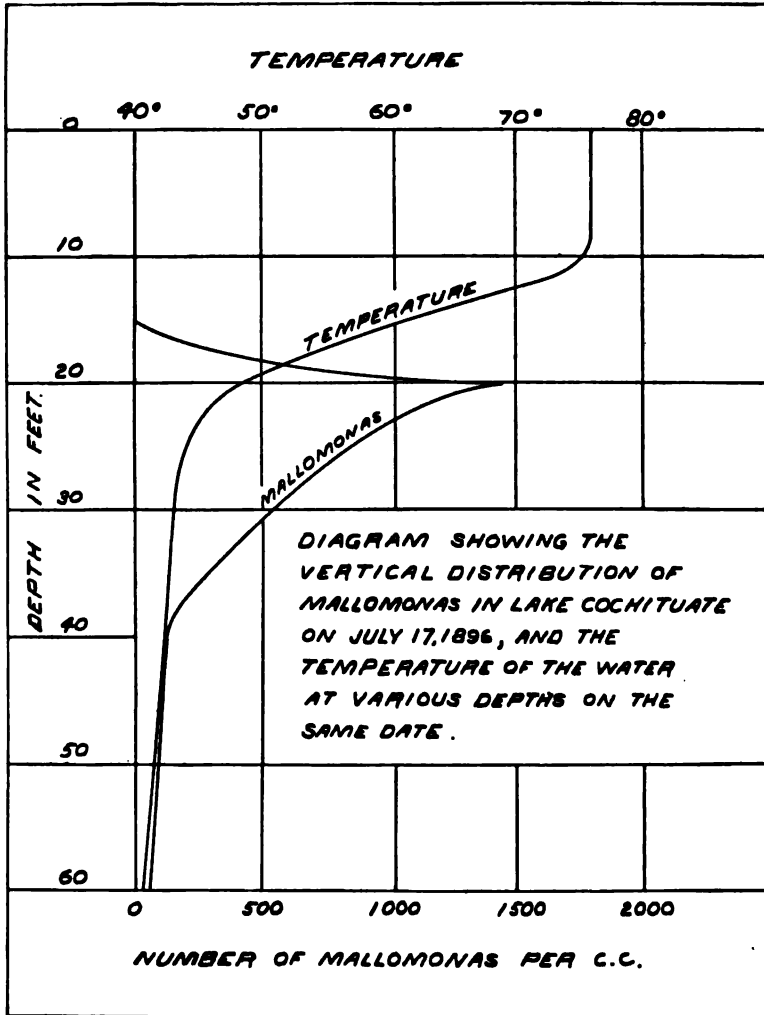 TEMPERATURE
40° 50° 60° 70° 80°
0
10
20
30
40
50
60
DEPTH IN FEET.
TEMPERATURE
MALLOMONAS
DIAGRAM SHOWING THE
VERTICAL DISTRIBUTION OF
MALLOMONAS IN LAKE COCHITUATE
ON JULY 17, 1896, AND THE
TEMPERATURE OF THE WATER
AT VARIOUS DEPTHS ON THE
SAME DATE.
0 500 1000 1500 2000
NUMBER OF MALLOMONAS PER C.C.